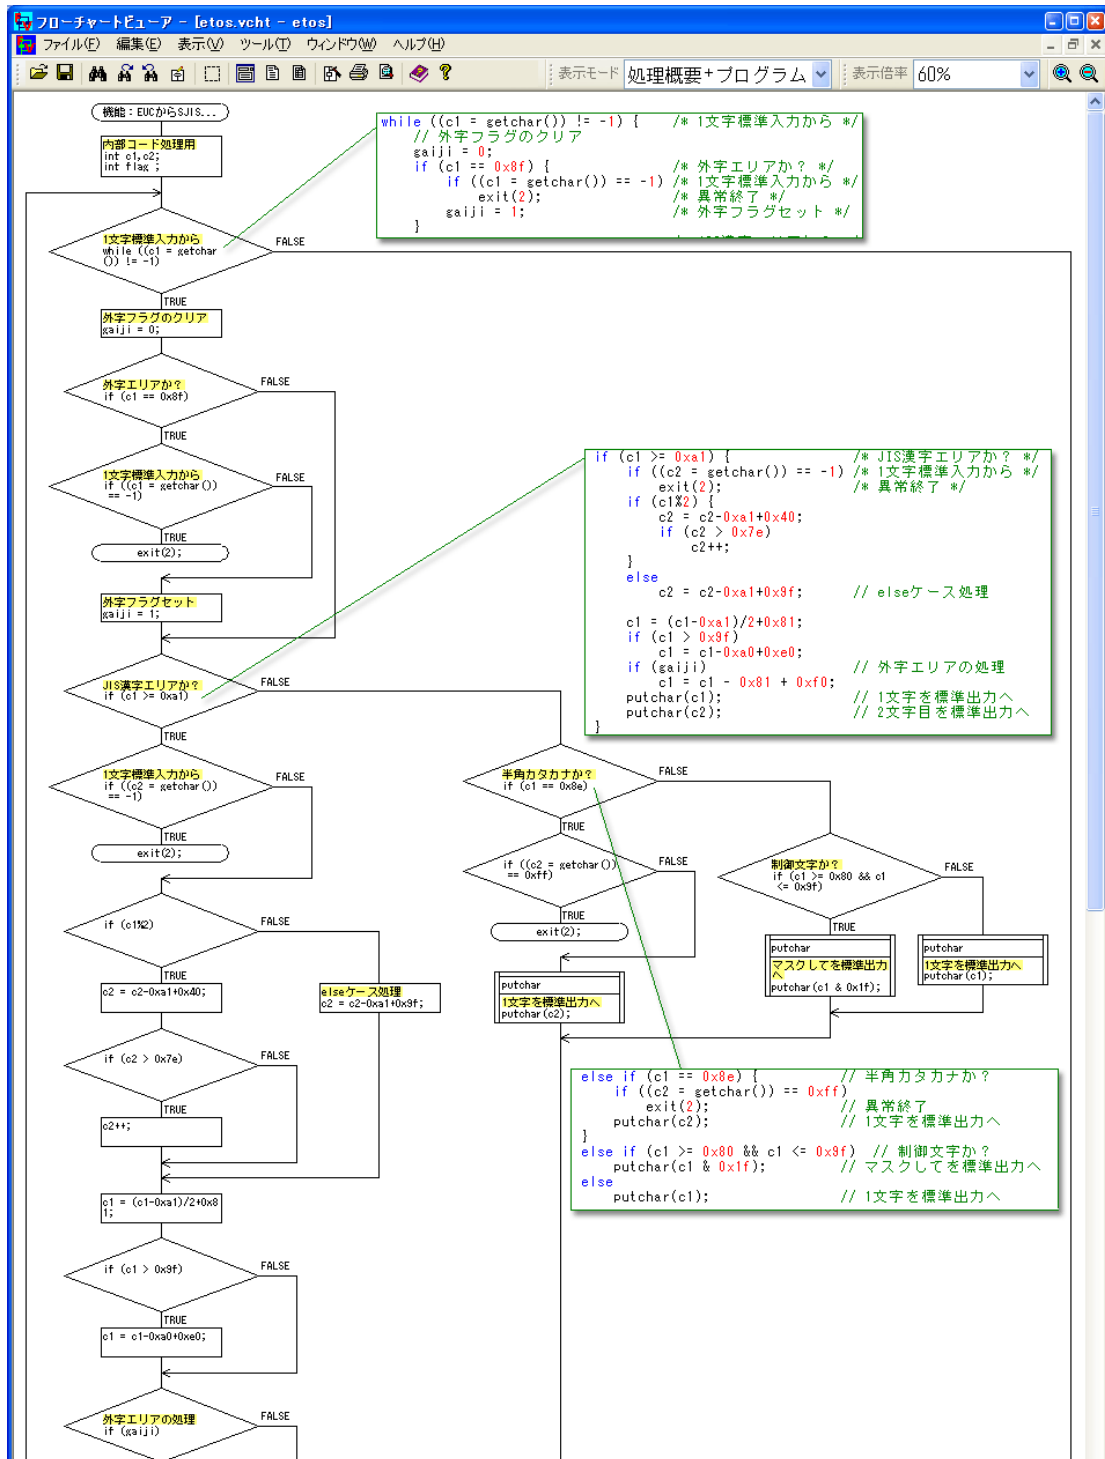 フローチャートビューア - [etos.vcht - etos]
ファイル(F) 編集(E) 表示(V) ツール(T) ウィンドウ(W) ヘルプ(H)
表示モード 処理概要+プログラム 表示倍率 60%
機能：EUCからSJIS...
内部コード処理用
int c1,c2;
int flag ;
while ((c1 = getchar()) != -1) { /* 1文字標準入力から */
// 外字フラグのクリア
gaiji = 0;
if (c1 == 0x8f) { /* 外字エリアか？ */
if ((c1 = getchar()) == -1) /* 1文字標準入力から */
exit(2); /* 異常終了 */
gaiji = 1; /* 外字フラグセット */
}
1文字標準入力から
while ((c1 = getchar
()) != -1)
FALSE
TRUE
外字フラグのクリア
gaiji = 0;
外字エリアか？
if (c1 == 0x8f)
FALSE
TRUE
1文字標準入力から
if ((c1 = getchar())
== -1)
FALSE
TRUE
exit(2);
外字フラグセット
gaiji = 1;
if (c1 >= 0xa1) { /* JIS漢字エリアか？ */
if ((c2 = getchar()) == -1) /* 1文字標準入力から */
exit(2); /* 異常終了 */
if (c1%2) {
c2 = c2-0xa1+0x40;
if (c2 > 0x7e)
c2++;
}
else
c2 = c2-0xa1+0x9f; // elseケース処理
c1 = (c1-0xa1)/2+0x81;
if (c1 > 0x9f)
c1 = c1-0xa0+0xe0;
if (gaiji) // 外字エリアの処理
c1 = c1 - 0x81 + 0xf0;
putchar(c1); // 1文字を標準出力へ
putchar(c2); // 2文字目を標準出力へ
}
JIS漢字エリアか？
if (c1 >= 0xa1)
FALSE
TRUE
1文字標準入力から
if ((c2 = getchar())
== -1)
FALSE
TRUE
exit(2);
半角カタカナか？
if (c1 == 0x8e)
FALSE
TRUE
if ((c2 = getchar())
== 0xff)
FALSE
TRUE
exit(2);
putchar
1文字を標準出力へ
putchar(c2);
制御文字か？
if (c1 >= 0x80 && c1
<= 0x9f)
FALSE
TRUE
putchar
マスクしてを標準出力
へ
putchar(c1 & 0x1f);
putchar
1文字を標準出力へ
putchar(c1);
if (c1%2)
FALSE
TRUE
c2 = c2-0xa1+0x40;
elseケース処理
c2 = c2-0xa1+0x9f;
if (c2 > 0x7e)
FALSE
TRUE
c2++;
else if (c1 == 0x8e) { // 半角カタカナか？
if ((c2 = getchar()) == 0xff)
exit(2); // 異常終了
putchar(c2); // 1文字を標準出力へ
}
else if (c1 >= 0x80 && c1 <= 0x9f) // 制御文字か？
putchar(c1 & 0x1f); // マスクしてを標準出力へ
else
putchar(c1); // 1文字を標準出力へ
c1 = (c1-0xa1)/2+0x8
1;
if (c1 > 0x9f)
FALSE
TRUE
c1 = c1-0xa0+0xe0;
外字エリアの処理
if (gaiji)
FALSE